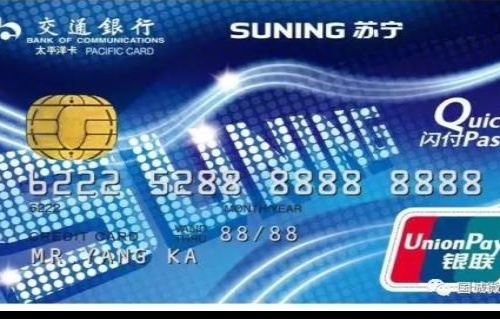 交通銀行
BANK OF COMMUNICATIONS
太平洋卡 PACIFIC CARD
SUNING 苏宁
Quic
闪付Pas
SUNING
6222 5288 8888 8888
6222
MONTH/YEAR
CREDIT CARD 88/88
MR YANG KA
UnionPay
银联